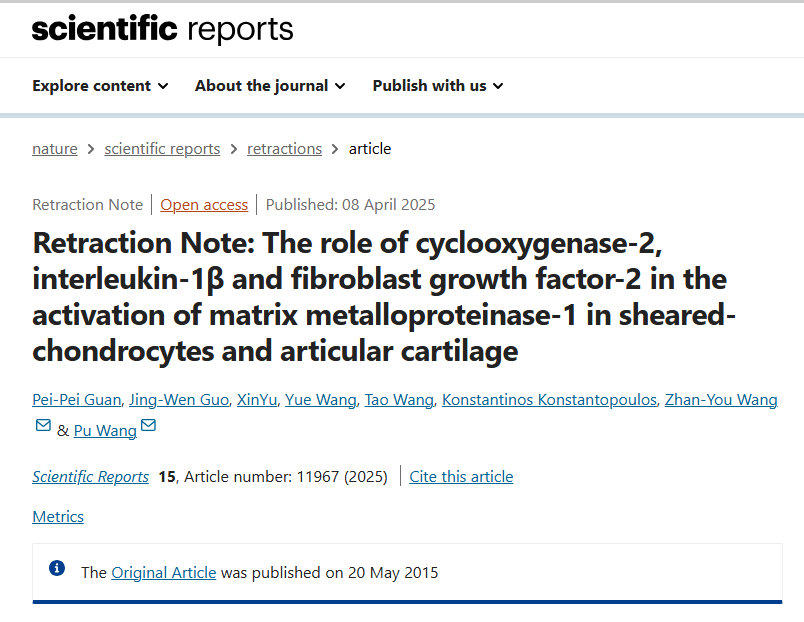 scientific reports
Explore content About the journal Publish with us
nature > scientific reports > retractions > article
Retraction Note | Open access | Published: 08 April 2025
Retraction Note: The role of cyclooxygenase-2,
interleukin-1β and fibroblast growth factor-2 in the
activation of matrix metalloproteinase-1 in sheared-
chondrocytes and articular cartilage
Pei-Pei Guan, Jing-Wen Guo, XinYu, Yue Wang, Tao Wang, Konstantinos Konstantopoulos, Zhan-You Wang
& Pu Wang
Scientific Reports 15, Article number: 11967 (2025) | Cite this article
Metrics
The Original Article was published on 20 May 2015